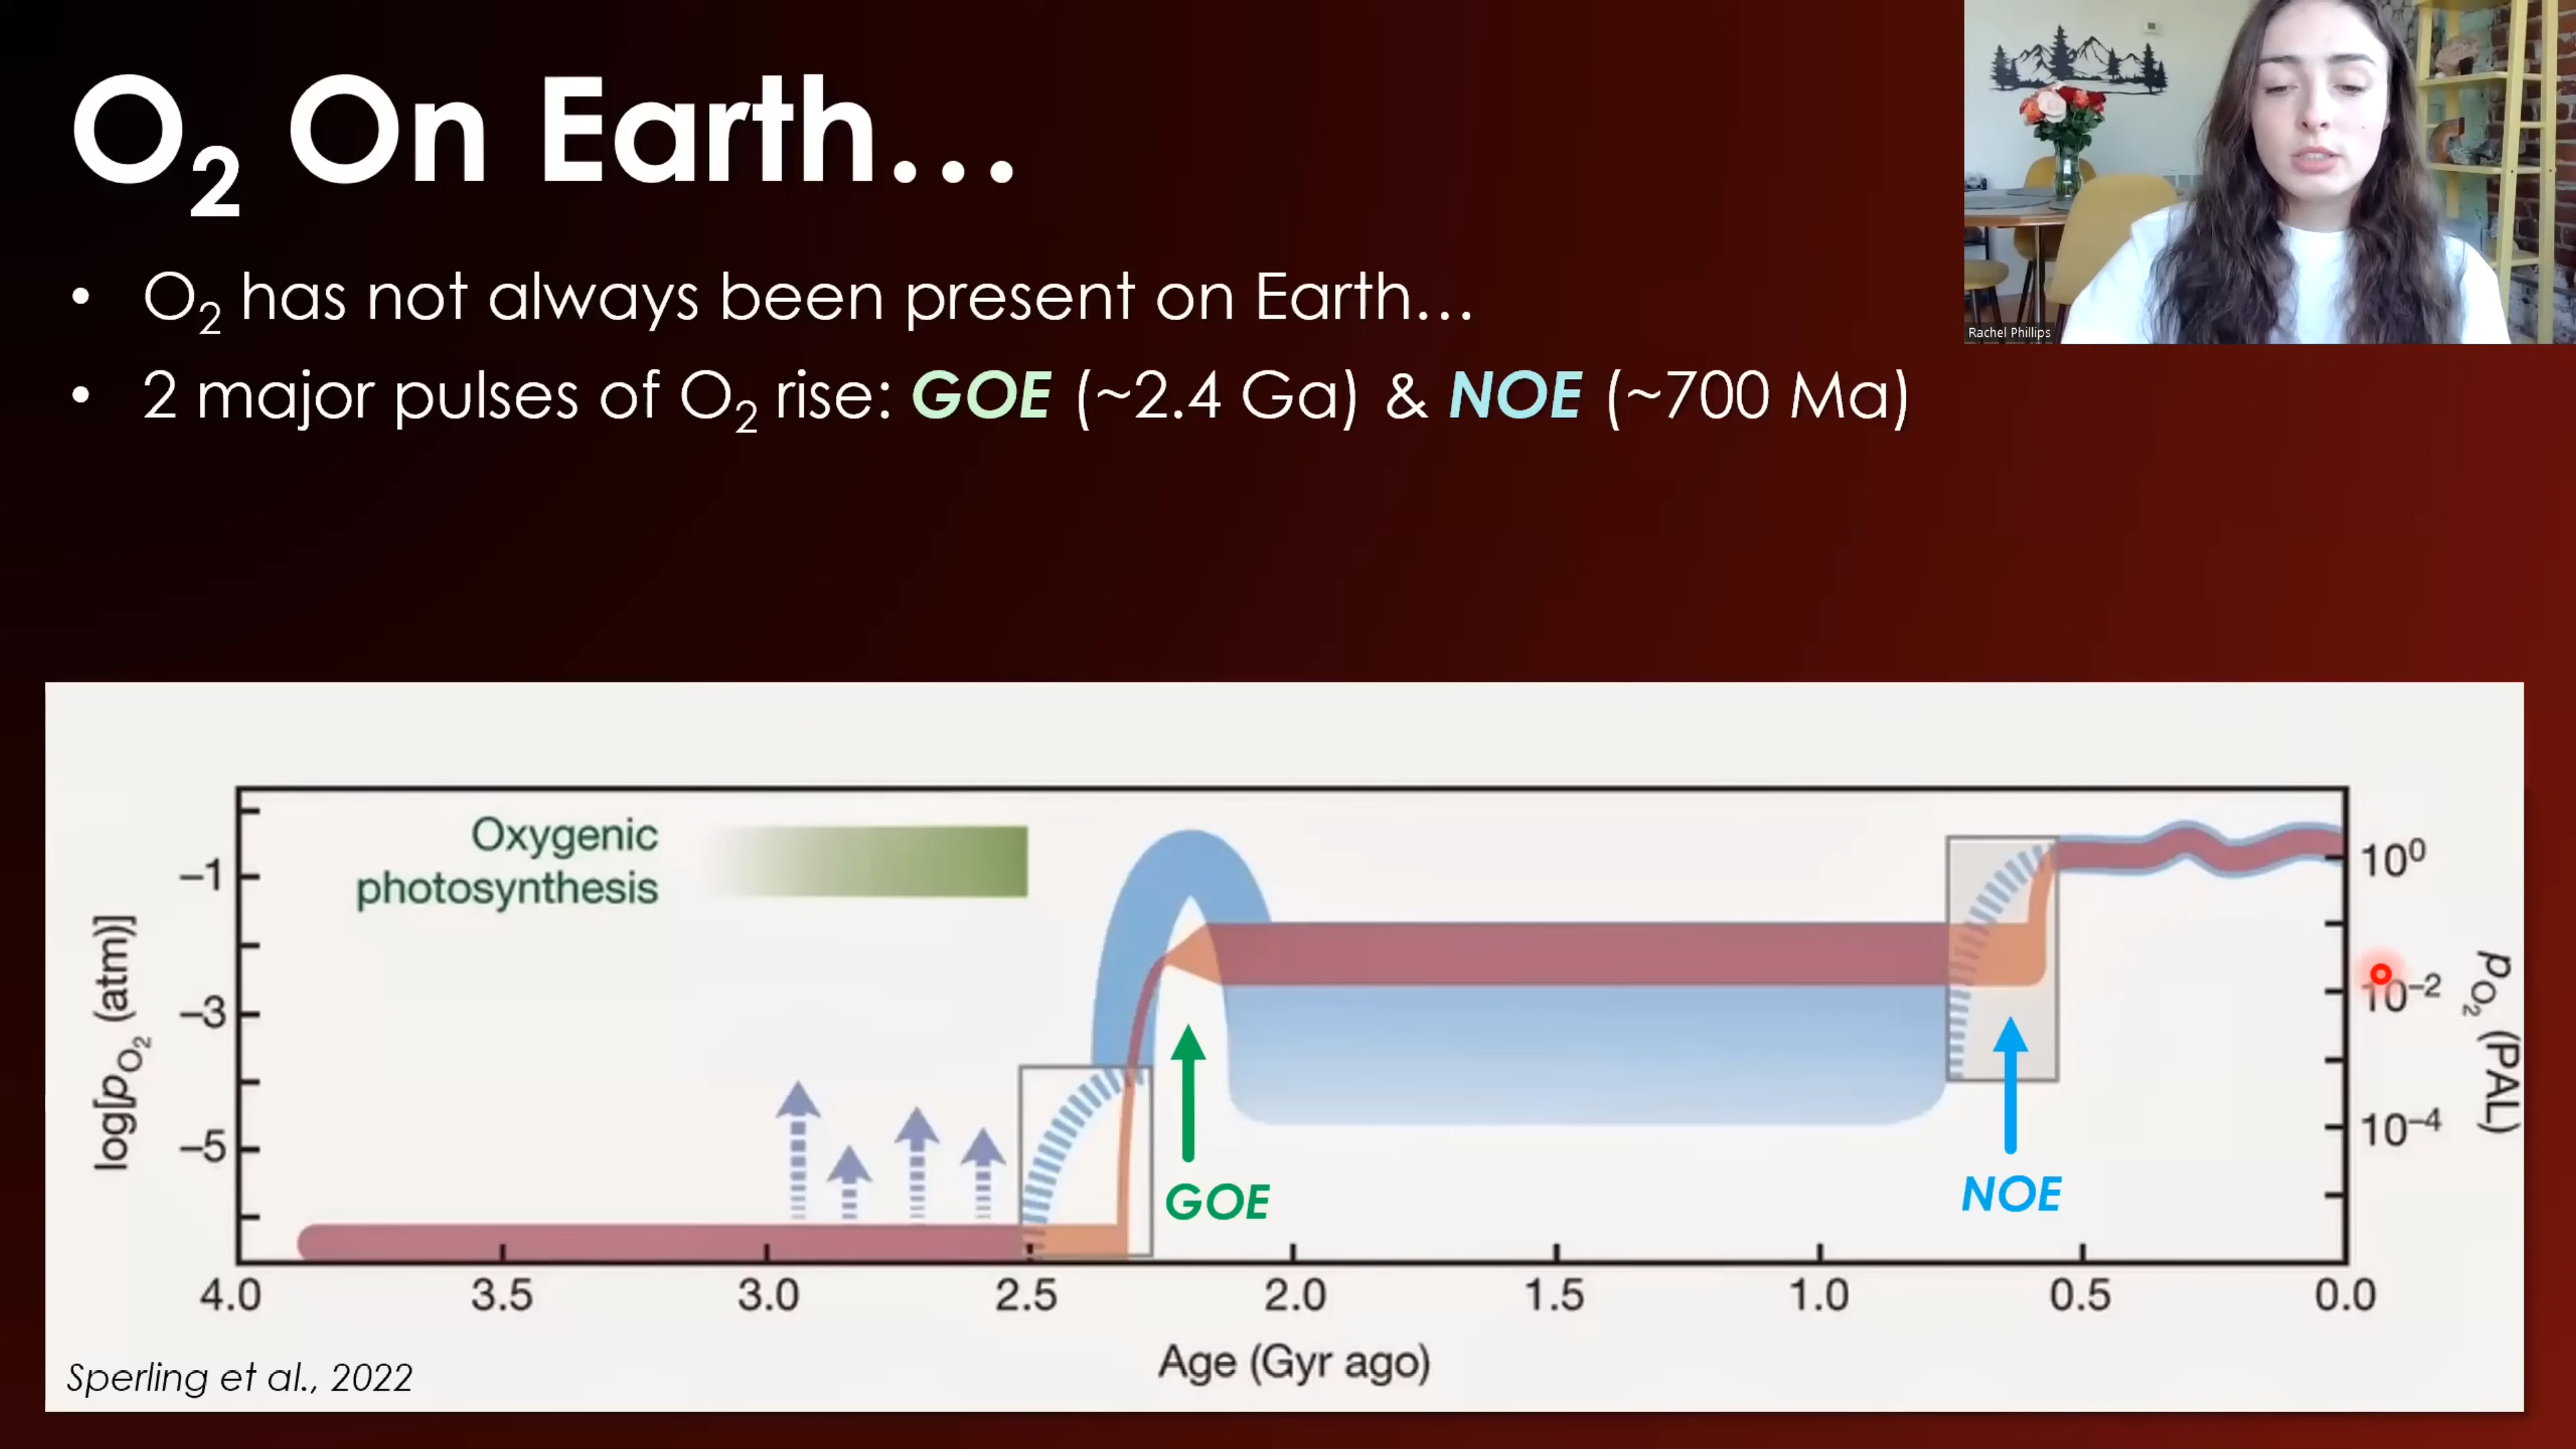 O₂ On Earth...
• O₂ has not always been present on Earth...
• 2 major pulses of O₂ rise: GOE (~2.4 Ga) & NOE (~700 Ma)
Rachel Phillips
Oxygenic
photosynthesis
log[pO₂ (atm)]
−1
−3
−5
10⁰
10⁻²
10⁻⁴
pO₂ (PAL)
GOE
NOE
4.0 3.5 3.0 2.5 2.0 1.5 1.0 0.5 0.0
Age (Gyr ago)
Sperling et al., 2022